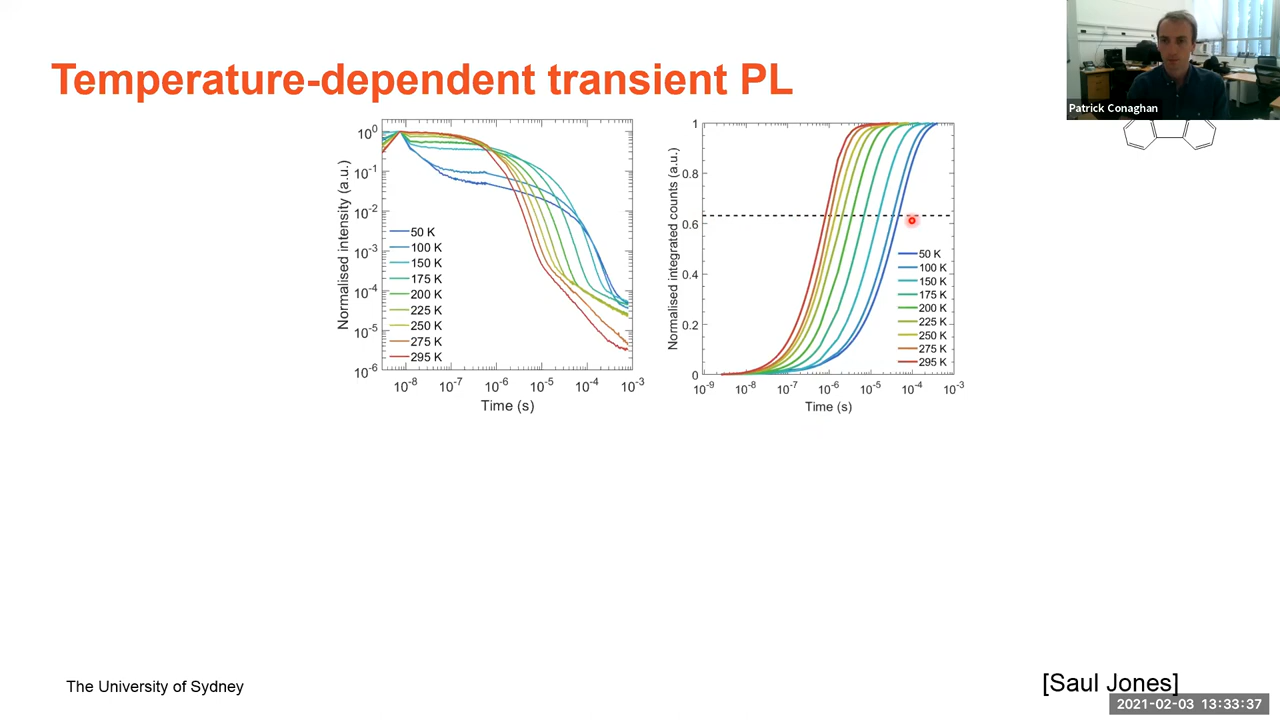 Temperature-dependent transient PL
Patrick Conaghan
Normalised intensity (a.u.)
10⁰
10⁻¹
10⁻²
10⁻³
10⁻⁴
10⁻⁵
10⁻⁶
50 K
100 K
150 K
175 K
200 K
225 K
250 K
275 K
295 K
10⁻⁸ 10⁻⁷ 10⁻⁶ 10⁻⁵ 10⁻⁴ 10⁻³
Time (s)
Normalised integrated counts (a.u.)
1
0.8
0.6
0.4
0.2
0
50 K
100 K
150 K
175 K
200 K
225 K
250 K
275 K
295 K
10⁻⁹ 10⁻⁸ 10⁻⁷ 10⁻⁶ 10⁻⁵ 10⁻⁴ 10⁻³
Time (s)
The University of Sydney
[Saul Jones]
2021-02-03 13:33:37